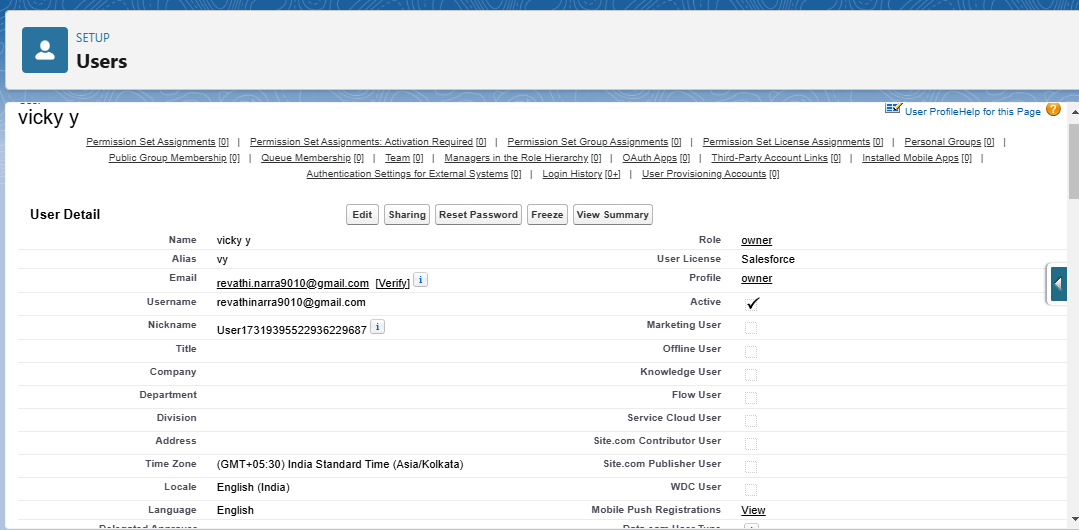 SETUP
Users
User
vicky y
User Profile Help for this Page ?
Permission Set Assignments [0] | Permission Set Assignments: Activation Required [0] | Permission Set Group Assignments [0] | Permission Set License Assignments [0] | Personal Groups [0] |
Public Group Membership [0] | Queue Membership [0] | Team [0] | Managers in the Role Hierarchy [0] | OAuth Apps [0] | Third-Party Account Links [0] | Installed Mobile Apps [0] |
Authentication Settings for External Systems [0] | Login History [0+] | User Provisioning Accounts [0]
User Detail Edit Sharing Reset Password Freeze View Summary
Name vicky y Role owner
Alias vy User License Salesforce
Email revathi.narra9010@gmail.com [Verify] i Profile owner
Username revathinarra9010@gmail.com Active
Nickname User17319395522936229687 i Marketing User
Title Offline User
Company Knowledge User
Department Flow User
Division Service Cloud User
Address Site.com Contributor User
Time Zone (GMT+05:30) India Standard Time (Asia/Kolkata) Site.com Publisher User
Locale English (India) WDC User
Language English Mobile Push Registrations View
Delegated Approver Data.com User Type i